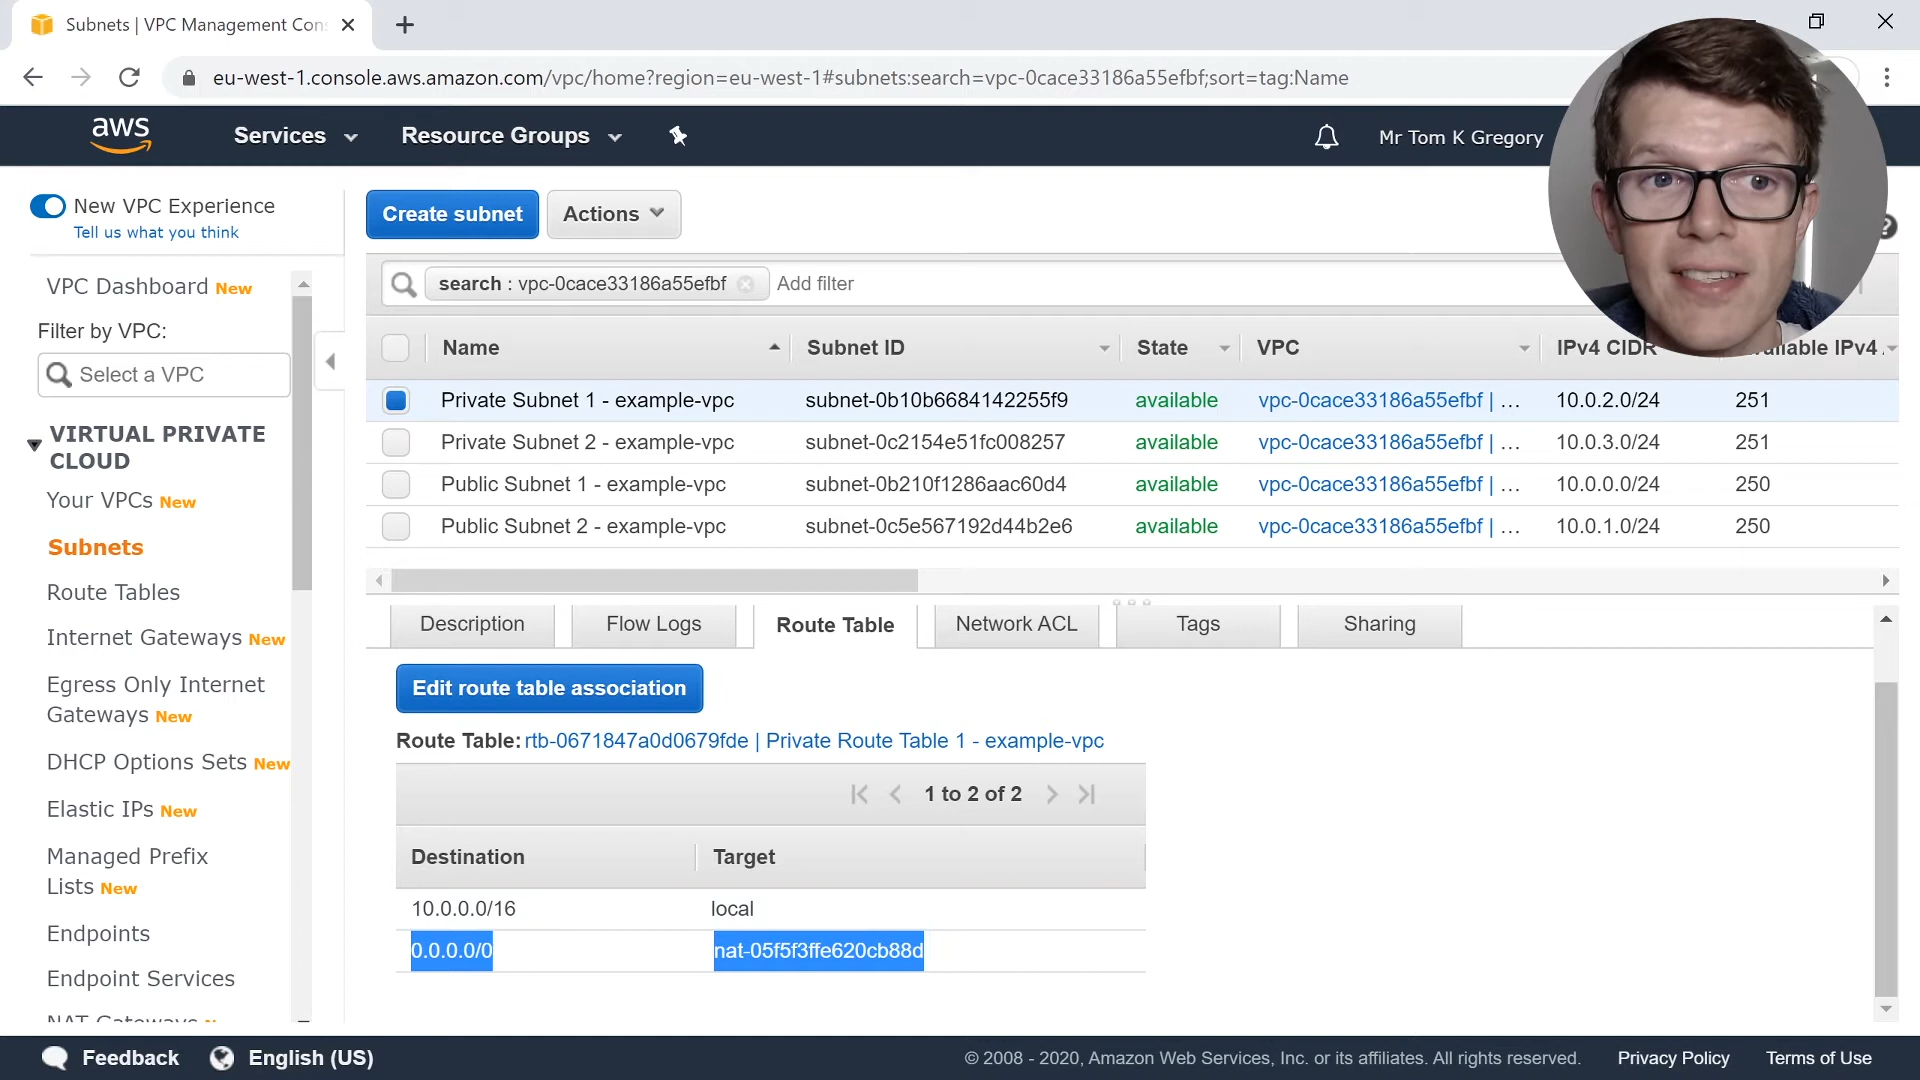 Subnets | VPC Management Con
eu-west-1.console.aws.amazon.com/vpc/home?region=eu-west-1#subnets:search=vpc-0cace33186a55efbf;sort=tag:Name
aws Services Resource Groups Mr Tom K Gregory
New VPC Experience
Tell us what you think
VPC Dashboard New
Filter by VPC:
Select a VPC
VIRTUAL PRIVATE
CLOUD
Your VPCs New
Subnets
Route Tables
Internet Gateways New
Egress Only Internet
Gateways New
DHCP Options Sets New
Elastic IPs New
Managed Prefix
Lists New
Endpoints
Endpoint Services
NAT Gateways
Create subnet Actions
search : vpc-0cace33186a55efbf Add filter
Name Subnet ID State VPC IPv4 CIDR IPv4
Private Subnet 1 - example-vpc subnet-0b10b6684142255f9 available vpc-0cace33186a55efbf | ... 10.0.2.0/24 251
Private Subnet 2 - example-vpc subnet-0c2154e51fc008257 available vpc-0cace33186a55efbf | ... 10.0.3.0/24 251
Public Subnet 1 - example-vpc subnet-0b210f1286aac60d4 available vpc-0cace33186a55efbf | ... 10.0.0.0/24 250
Public Subnet 2 - example-vpc subnet-0c5e567192d44b2e6 available vpc-0cace33186a55efbf | ... 10.0.1.0/24 250
Description Flow Logs Route Table Network ACL Tags Sharing
Edit route table association
Route Table: rtb-0671847a0d0679fde | Private Route Table 1 - example-vpc
1 to 2 of 2
Destination Target
10.0.0.0/16 local
0.0.0.0/0 nat-05f5f3ffe620cb88d
Feedback English (US) © 2008 - 2020, Amazon Web Services, Inc. or its affiliates. All rights reserved. Privacy Policy Terms of Use